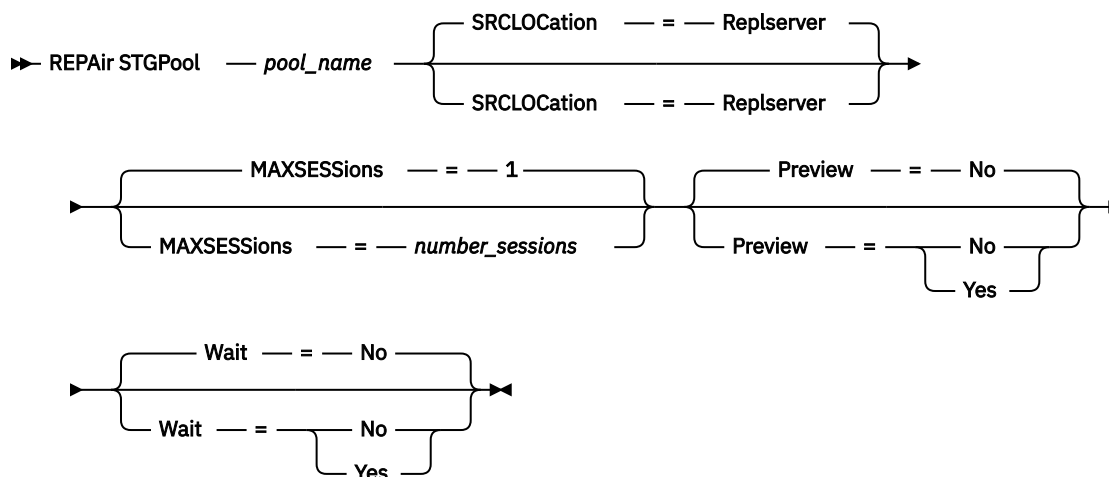 SRCLOCation = Replserver
REPAir STGPool pool_name
SRCLOCation = Replserver
MAXSESSions = 1 Preview = No
MAXSESSions = number_sessions Preview = No
Yes
Wait = No
Wait = No
Yes